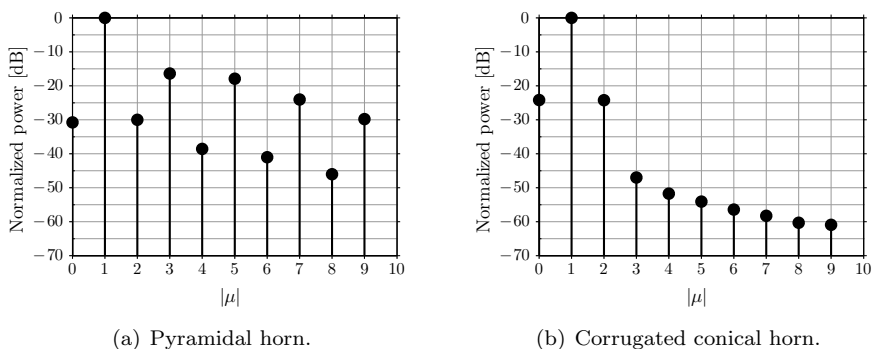 Normalized power [dB]
0
−10
−20
−30
−40
−50
−60
−70
0 1 2 3 4 5 6 7 8 9 10
|μ|
(a) Pyramidal horn.
Normalized power [dB]
0
−10
−20
−30
−40
−50
−60
−70
0 1 2 3 4 5 6 7 8 9 10
|μ|
(b) Corrugated conical horn.